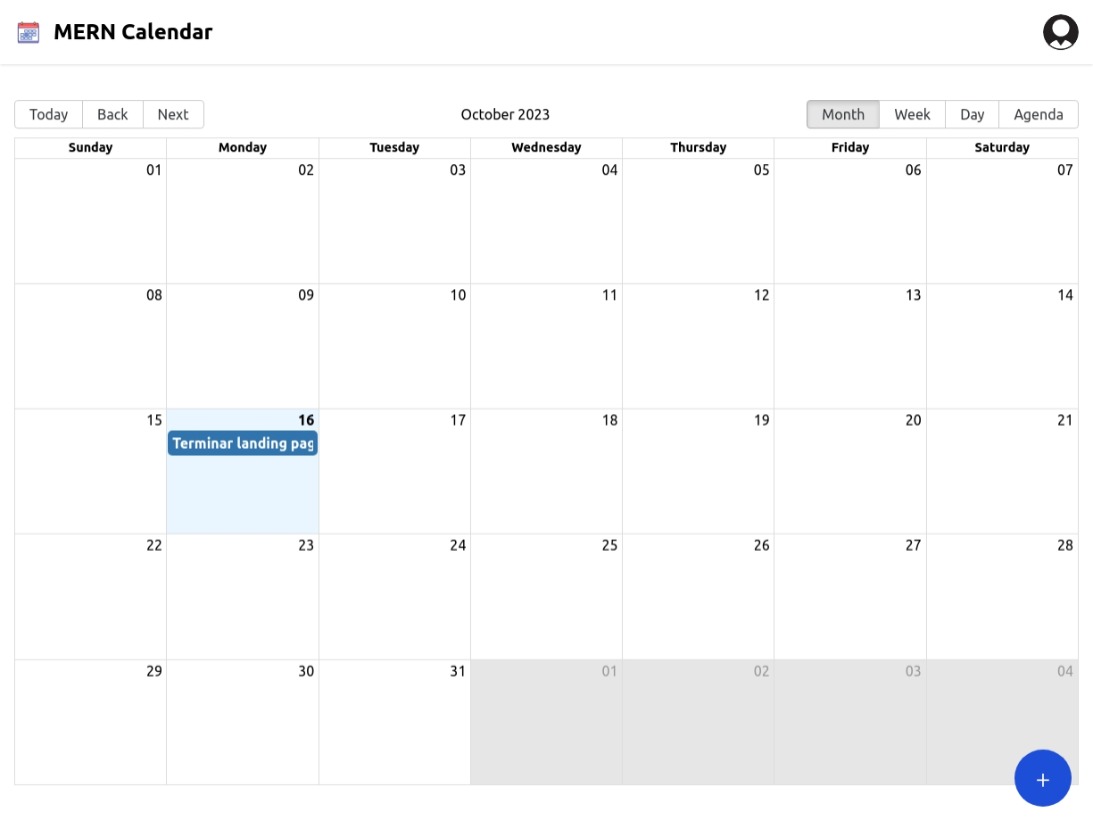 MERN Calendar
Today Back Next October 2023 Month Week Day Agenda
Sunday Monday Tuesday Wednesday Thursday Friday Saturday
01 02 03 04 05 06 07
08 09 10 11 12 13 14
15 16 17 18 19 20 21
Terminar landing pag
22 23 24 25 26 27 28
29 30 31 01 02 03 04
+